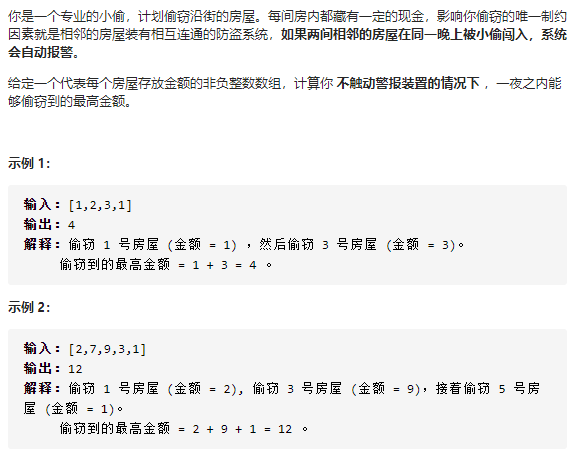 你是一个专业的小偷，计划偷窃沿街的房屋。每间房内都藏有一定的现金，影响你偷窃的唯一制约
因素就是相邻的房屋装有相互连通的防盗系统，如果两间相邻的房屋在同一晚上被小偷闯入，系统
会自动报警。
给定一个代表每个房屋存放金额的非负整数数组，计算你 不触动警报装置的情况下 ，一夜之内能
够偷窃到的最高金额。
示例 1：
输入：[1,2,3,1]
输出：4
解释：偷窃 1 号房屋 (金额 = 1) ，然后偷窃 3 号房屋 (金额 = 3)。
偷窃到的最高金额 = 1 + 3 = 4 。
示例 2：
输入：[2,7,9,3,1]
输出：12
解释：偷窃 1 号房屋 (金额 = 2), 偷窃 3 号房屋 (金额 = 9)，接着偷窃 5 号房
屋 (金额 = 1)。
偷窃到的最高金额 = 2 + 9 + 1 = 12 。